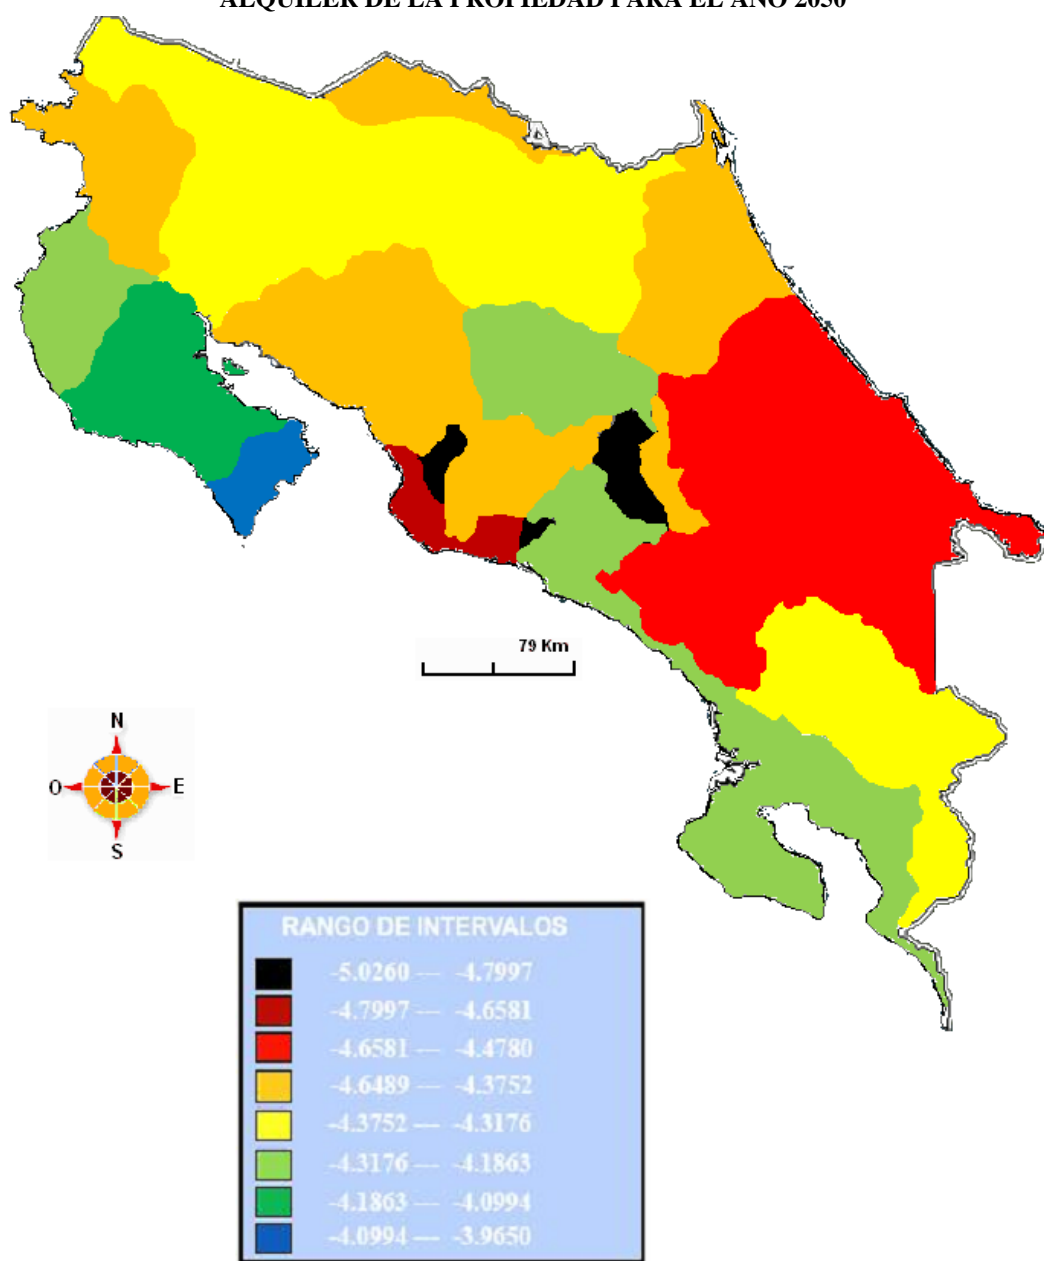 ALQUILER DE LA PROPIEDAD PARA EL AÑO 2050
79 Km
N
O E
S
RANGO DE INTERVALOS
-5.0260 — -4.7997
-4.7997 — -4.6581
-4.6581 — -4.4780
-4.6489 — -4.3752
-4.3752 — -4.3176
-4.3176 — -4.1863
-4.1863 — -4.0994
-4.0994 — -3.9650